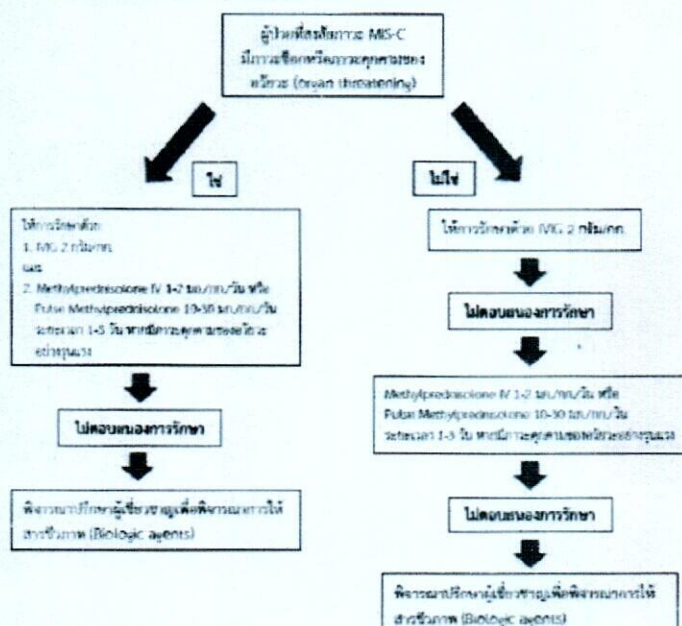 ผู้ป่วยที่สงสัยภาวะ MIS-C
มีภาวะช็อกหรือภาวะคุกคามของ
อวัยวะ (organ threatening)
ใช่
ไม่ใช่
ให้การรักษาด้วย
1. IVIG 2 กรัม/กก.
และ
2. Methylprednisolone IV 1-2 มก./กก./วัน หรือ
Pulse Methylprednisolone 10-30 มก./กก./วัน
ระยะเวลา 1-3 วัน หากมีภาวะคุกคามของอวัยวะ
อย่างรุนแรง
ไม่ตอบสนองการรักษา
พิจารณาปรึกษาผู้เชี่ยวชาญเพื่อพิจารณาการให้
สารชีวภาพ (Biologic agents)
ให้การรักษาด้วย IVIG 2 กรัม/กก.
ไม่ตอบสนองการรักษา
Methylprednisolone IV 1-2 มก./กก./วัน หรือ
Pulse Methylprednisolone 10-30 มก./กก./วัน
ระยะเวลา 1-3 วัน หากมีภาวะคุกคามของอวัยวะอย่างรุนแรง
ไม่ตอบสนองการรักษา
พิจารณาปรึกษาผู้เชี่ยวชาญเพื่อพิจารณาการให้
สารชีวภาพ (Biologic agents)